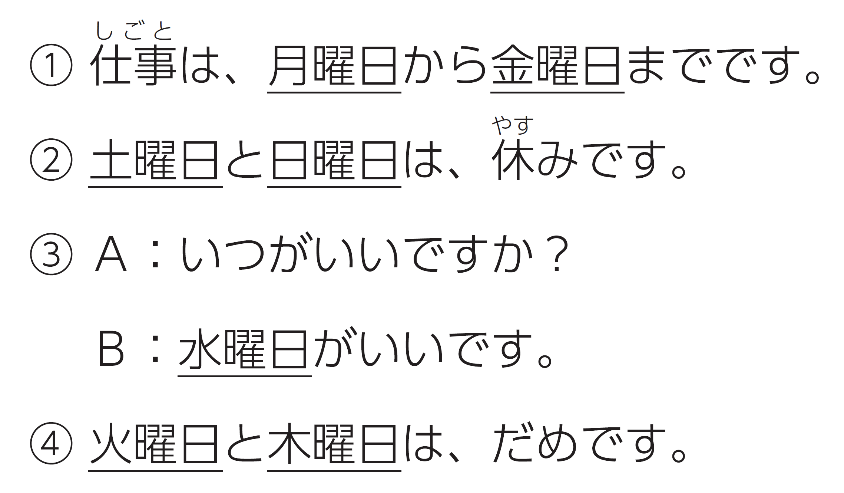 しごと
① 仕事は、月曜日から金曜日までです。
やす
② 土曜日と日曜日は、休みです。
③ A：いつがいいですか？
B：水曜日がいいです。
④ 火曜日と木曜日は、だめです。